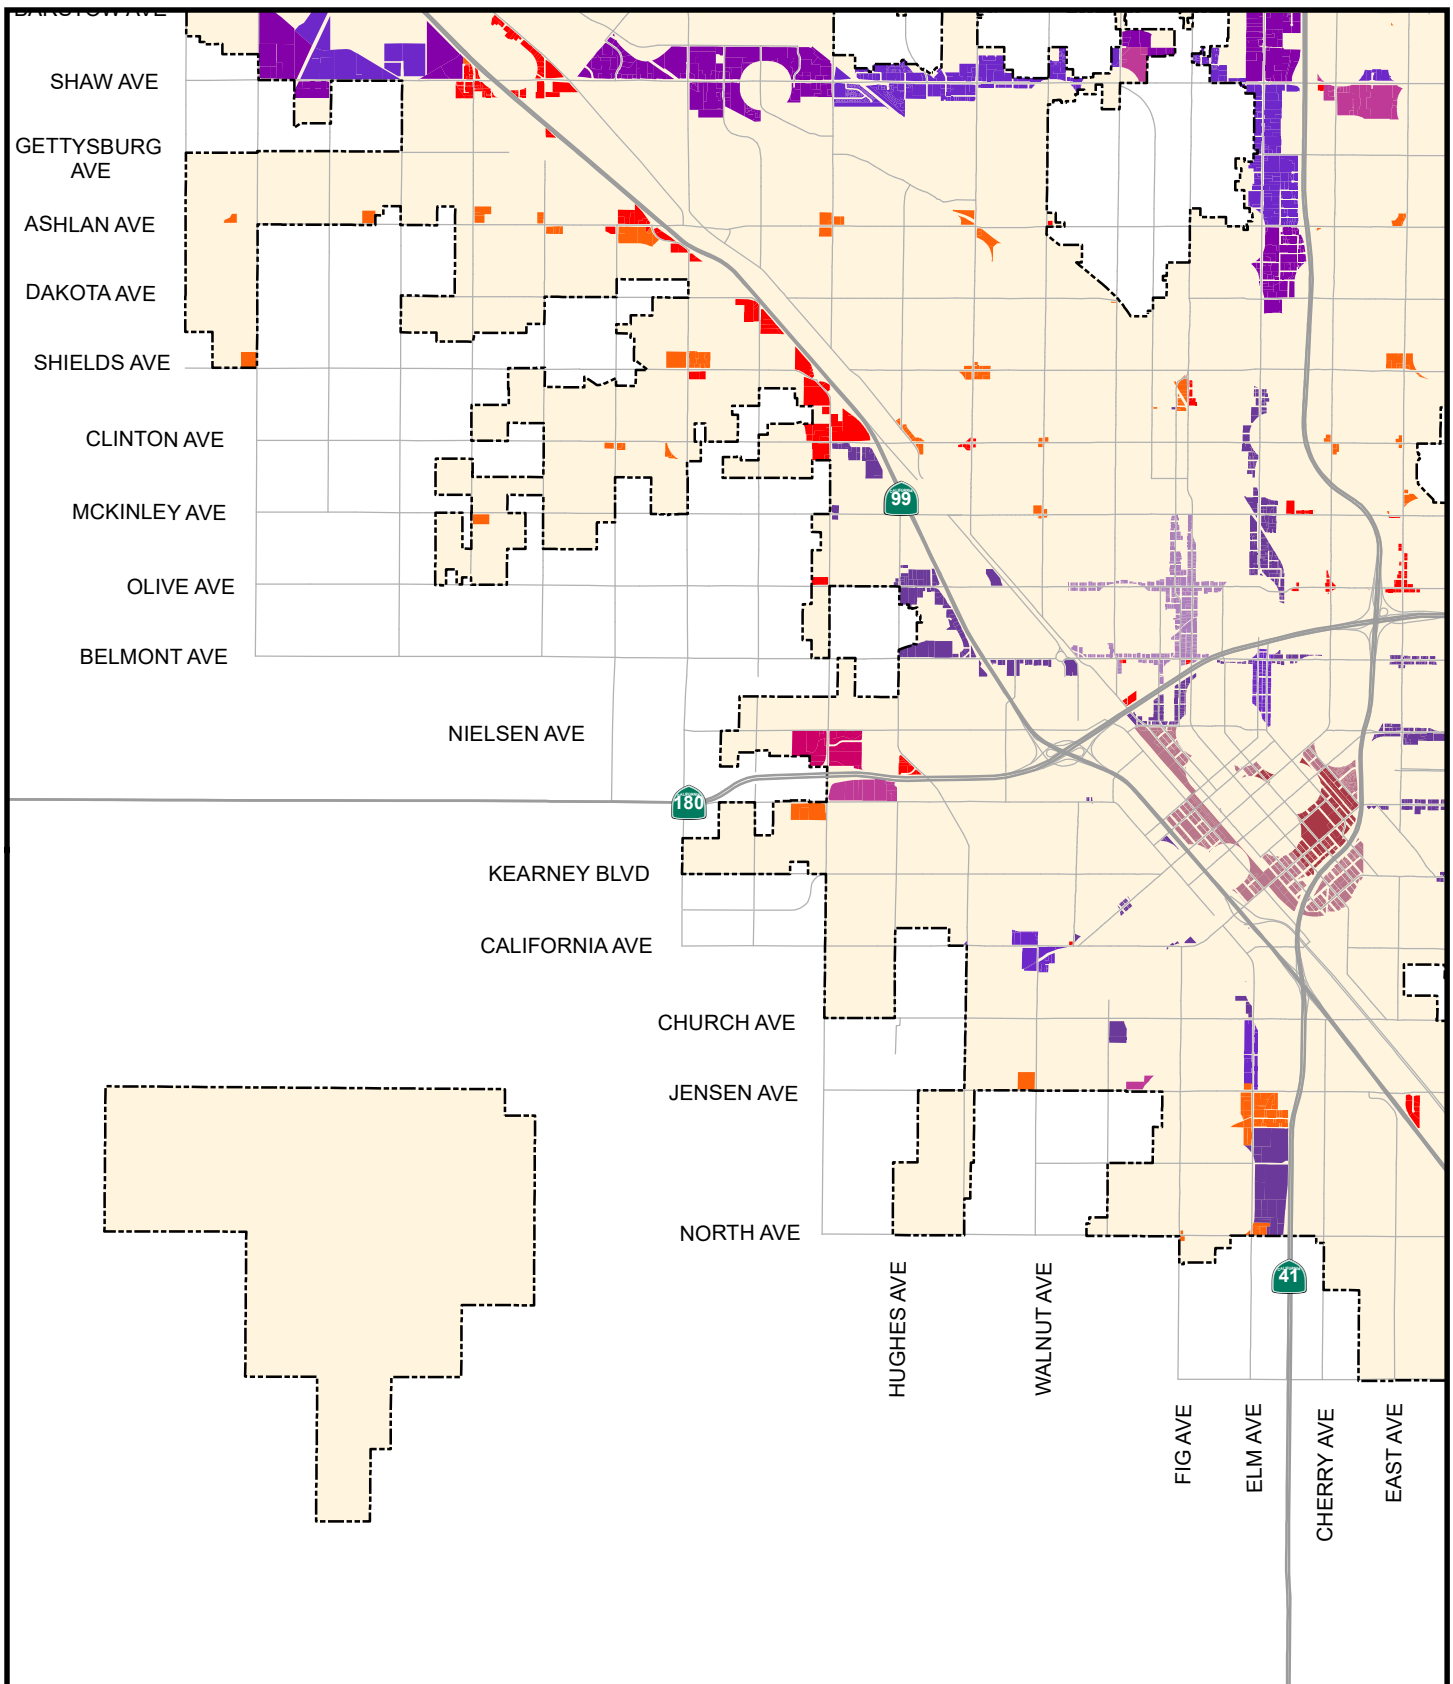 BARSTOW AVE
SHAW AVE
GETTYSBURG
AVE
ASHLAN AVE
DAKOTA AVE
SHIELDS AVE
CLINTON AVE
MCKINLEY AVE
99
OLIVE AVE
BELMONT AVE
NIELSEN AVE
180
KEARNEY BLVD
CALIFORNIA AVE
CHURCH AVE
JENSEN AVE
NORTH AVE
41
HUGHES AVE
WALNUT AVE
FIG AVE
ELM AVE
CHERRY AVE
EAST AVE